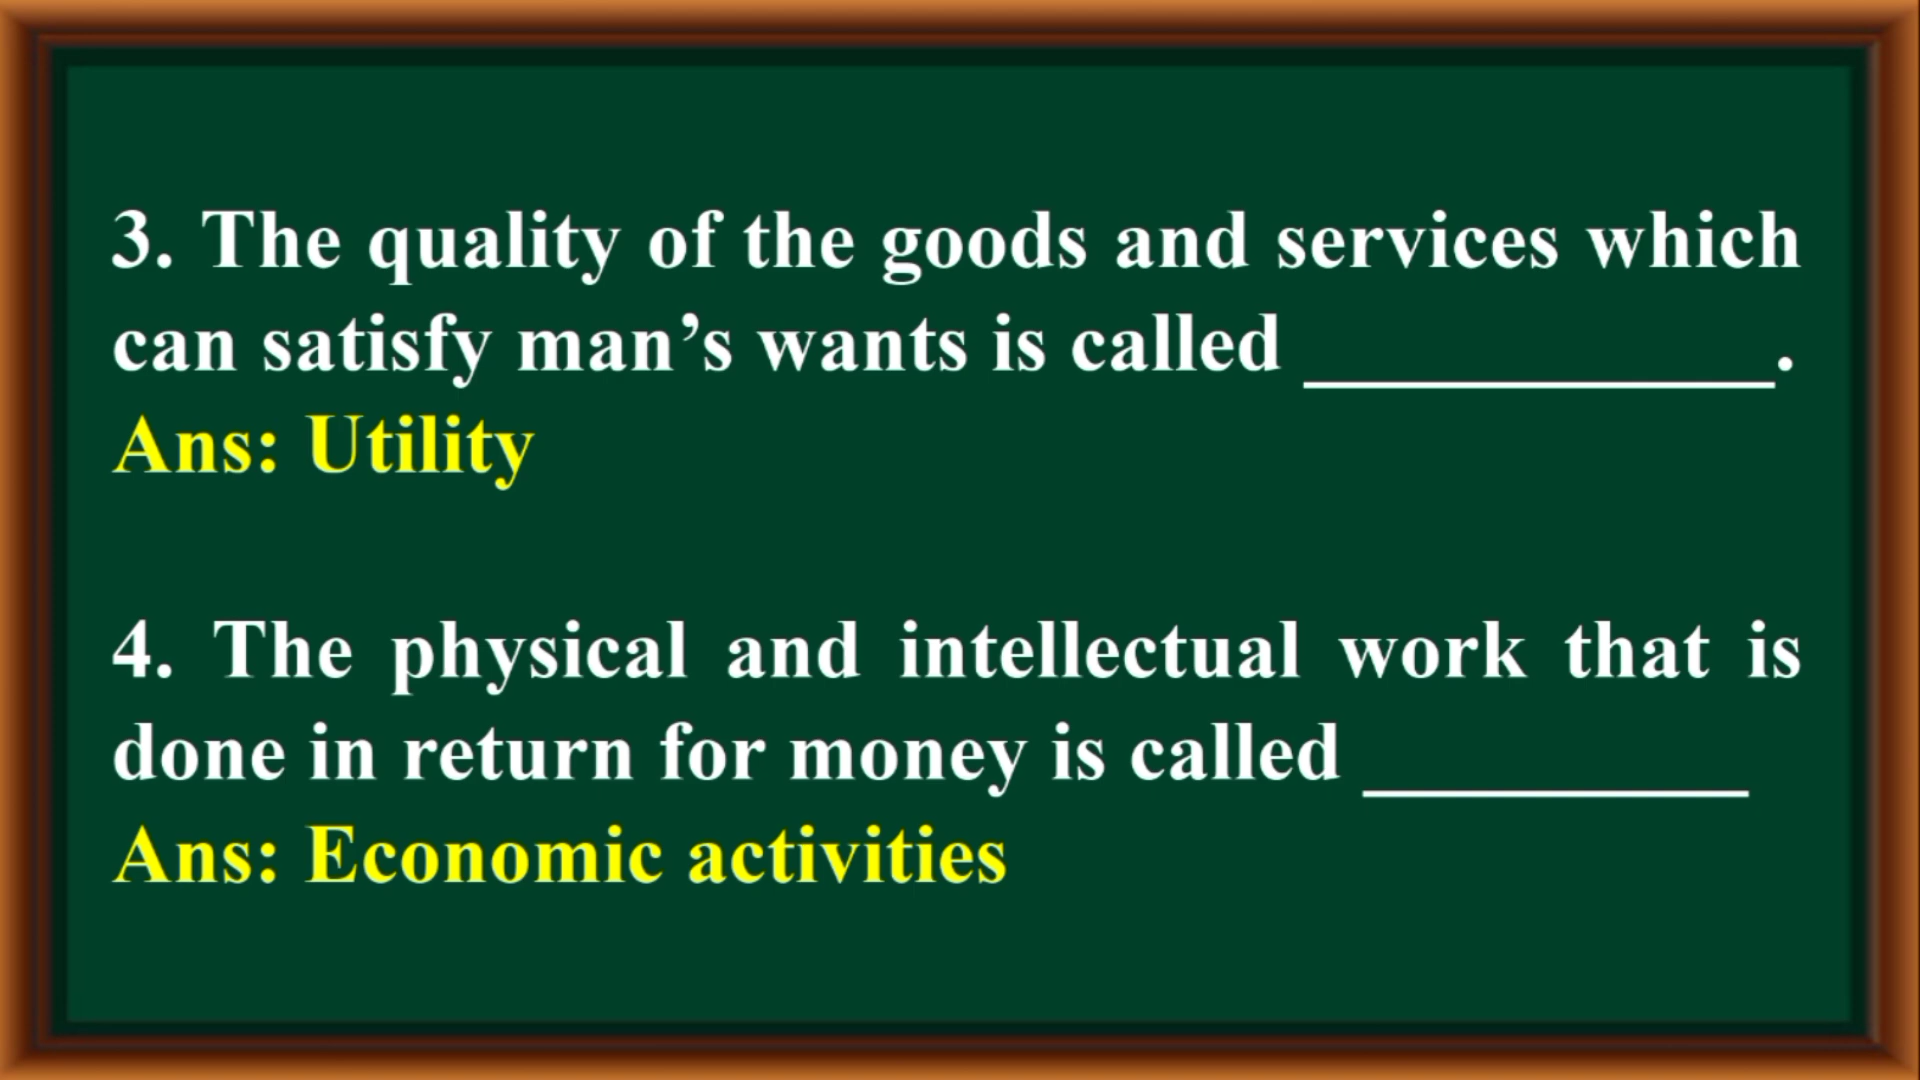 3. The quality of the goods and services which
can satisfy man’s wants is called ____________.
Ans: Utility
4. The physical and intellectual work that is
done in return for money is called __________
Ans: Economic activities